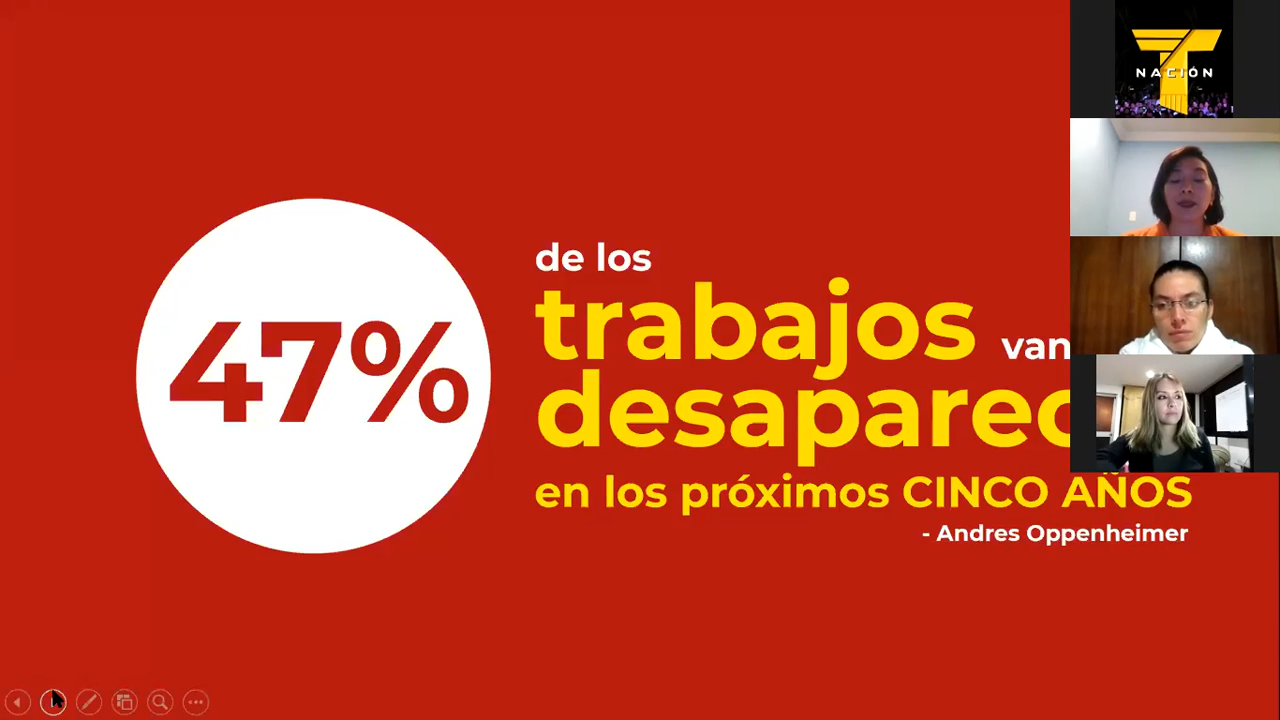 NACIÓN
47%
de los
trabajos van
desaparec
en los próximos CINCO AÑOS
- Andres Oppenheimer